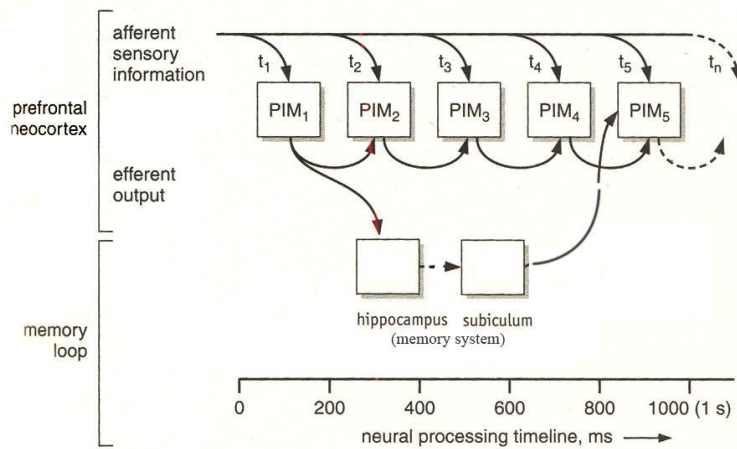 afferent
sensory
information
t1 t2 t3 t4 t5 tn
prefrontal
neocortex
PIM1 PIM2 PIM3 PIM4 PIM5
efferent
output
memory
loop
hippocampus subiculum
(memory system)
0 200 400 600 800 1000 (1 s)
neural processing timeline, ms